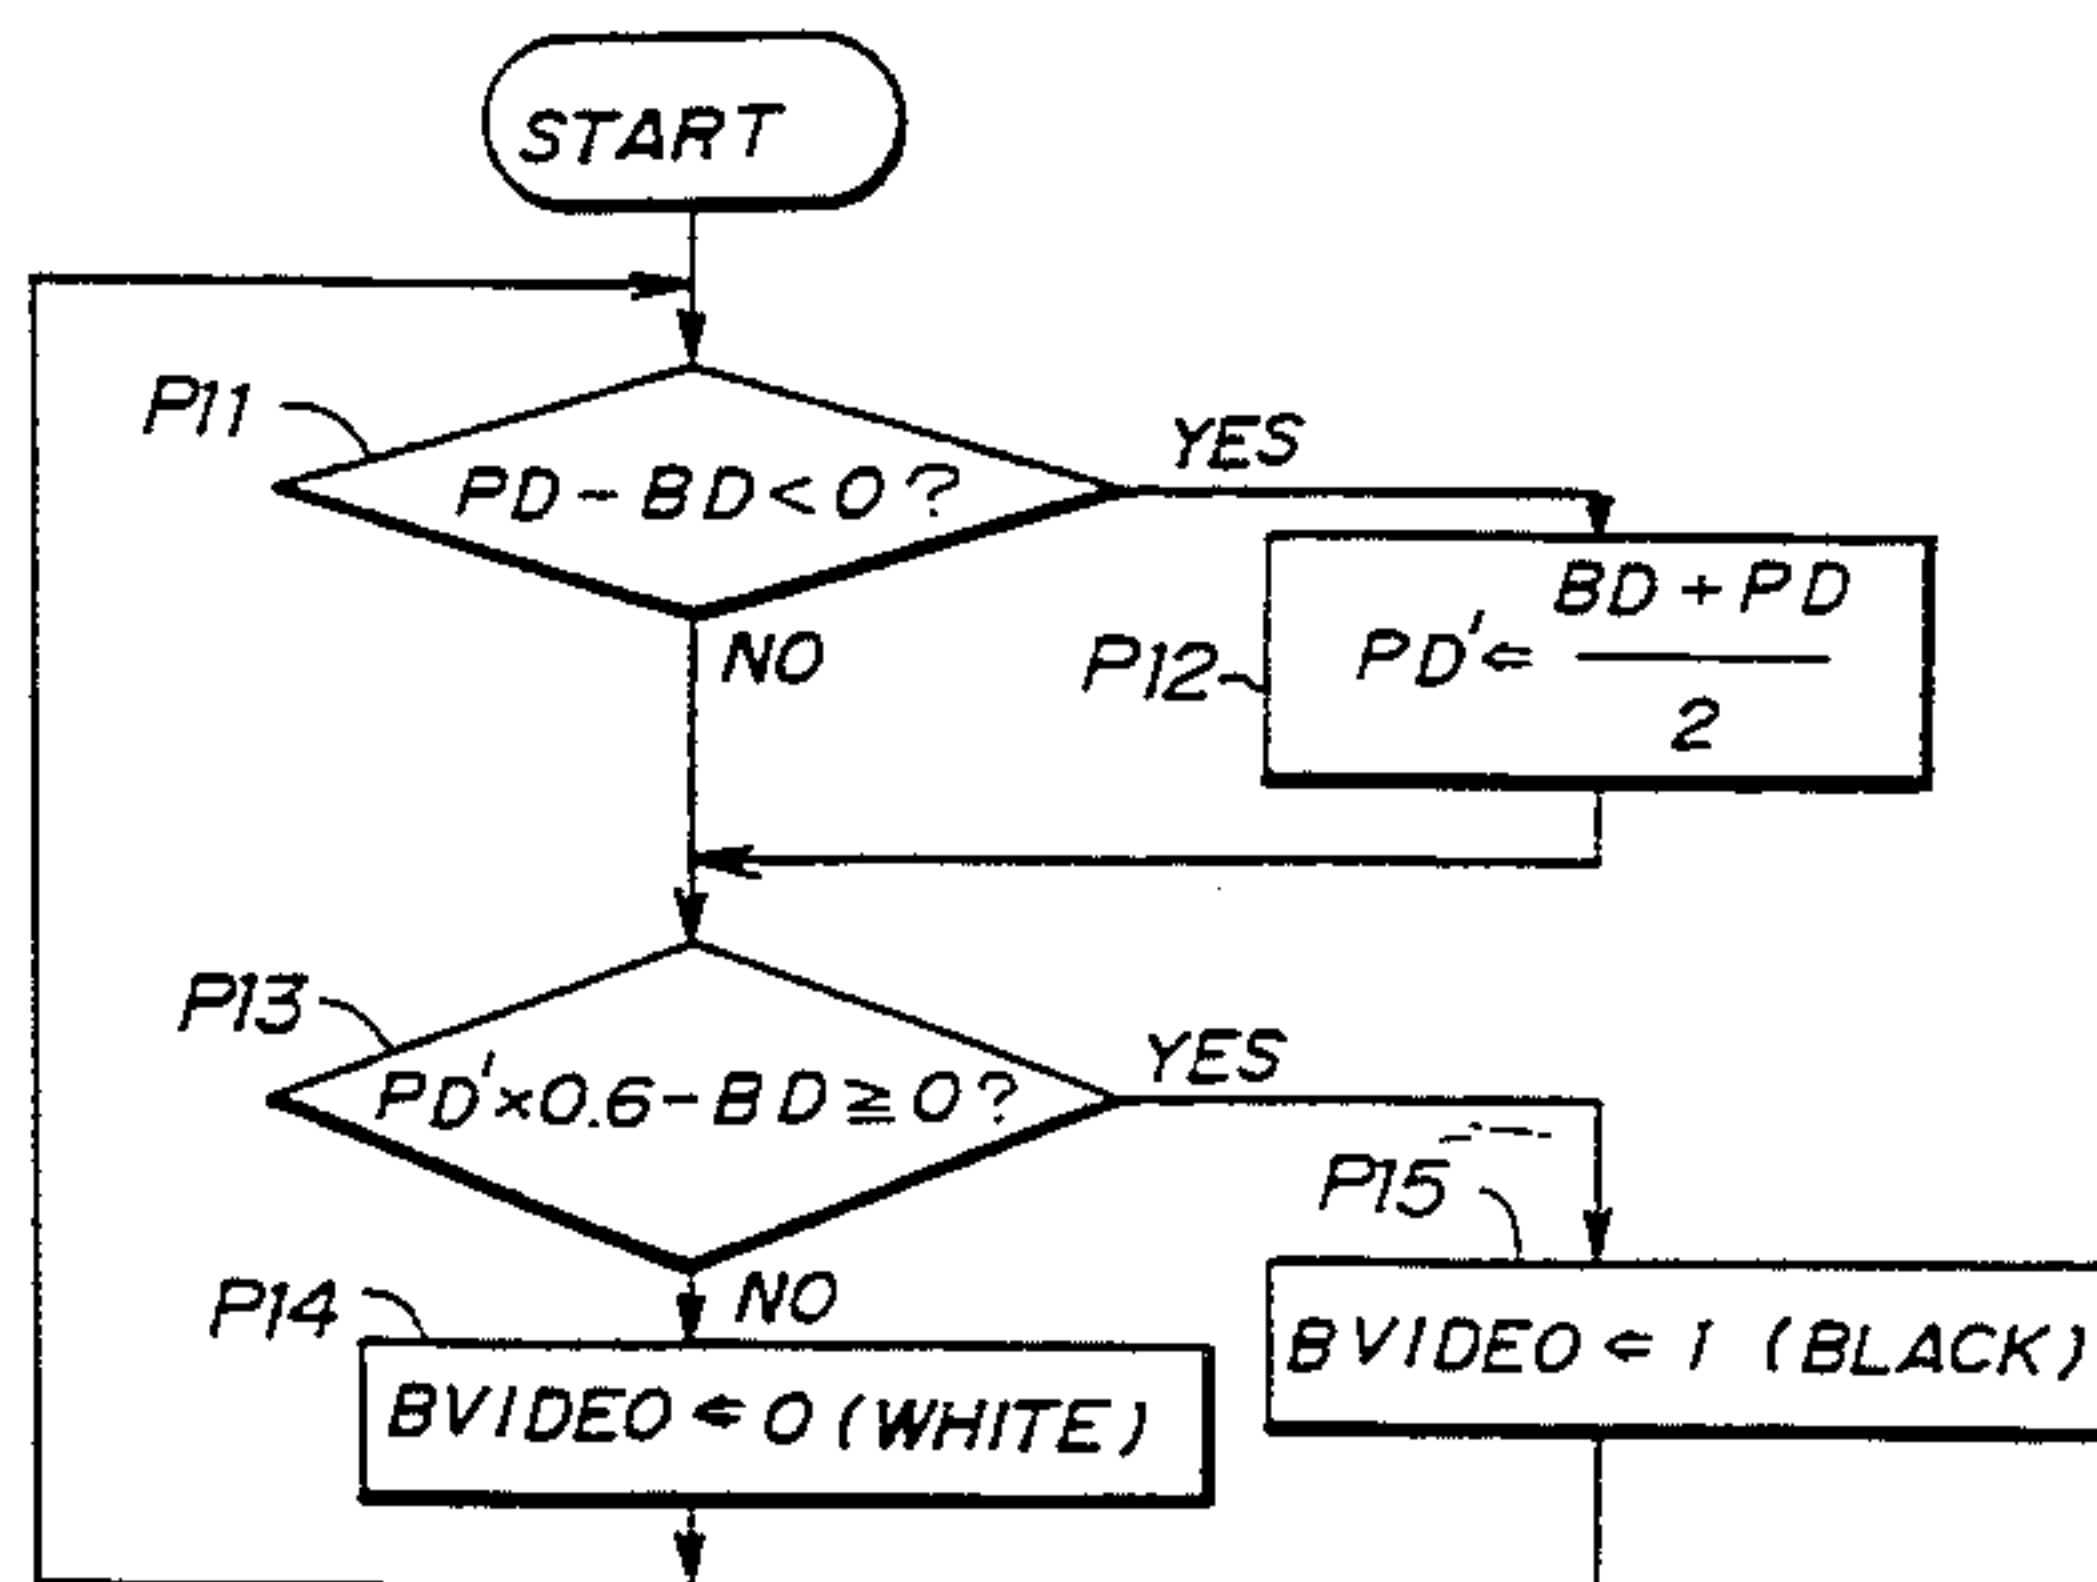 START
P11
PD - BD < 0 ?
YES
NO
P12
PD' ⇐ BD + PD / 2
P13
PD' × 0.6 - BD ≧ 0 ?
YES
NO
P14
BVIDEO ⇐ 0 (WHITE)
P15
BVIDEO ⇐ 1 (BLACK)